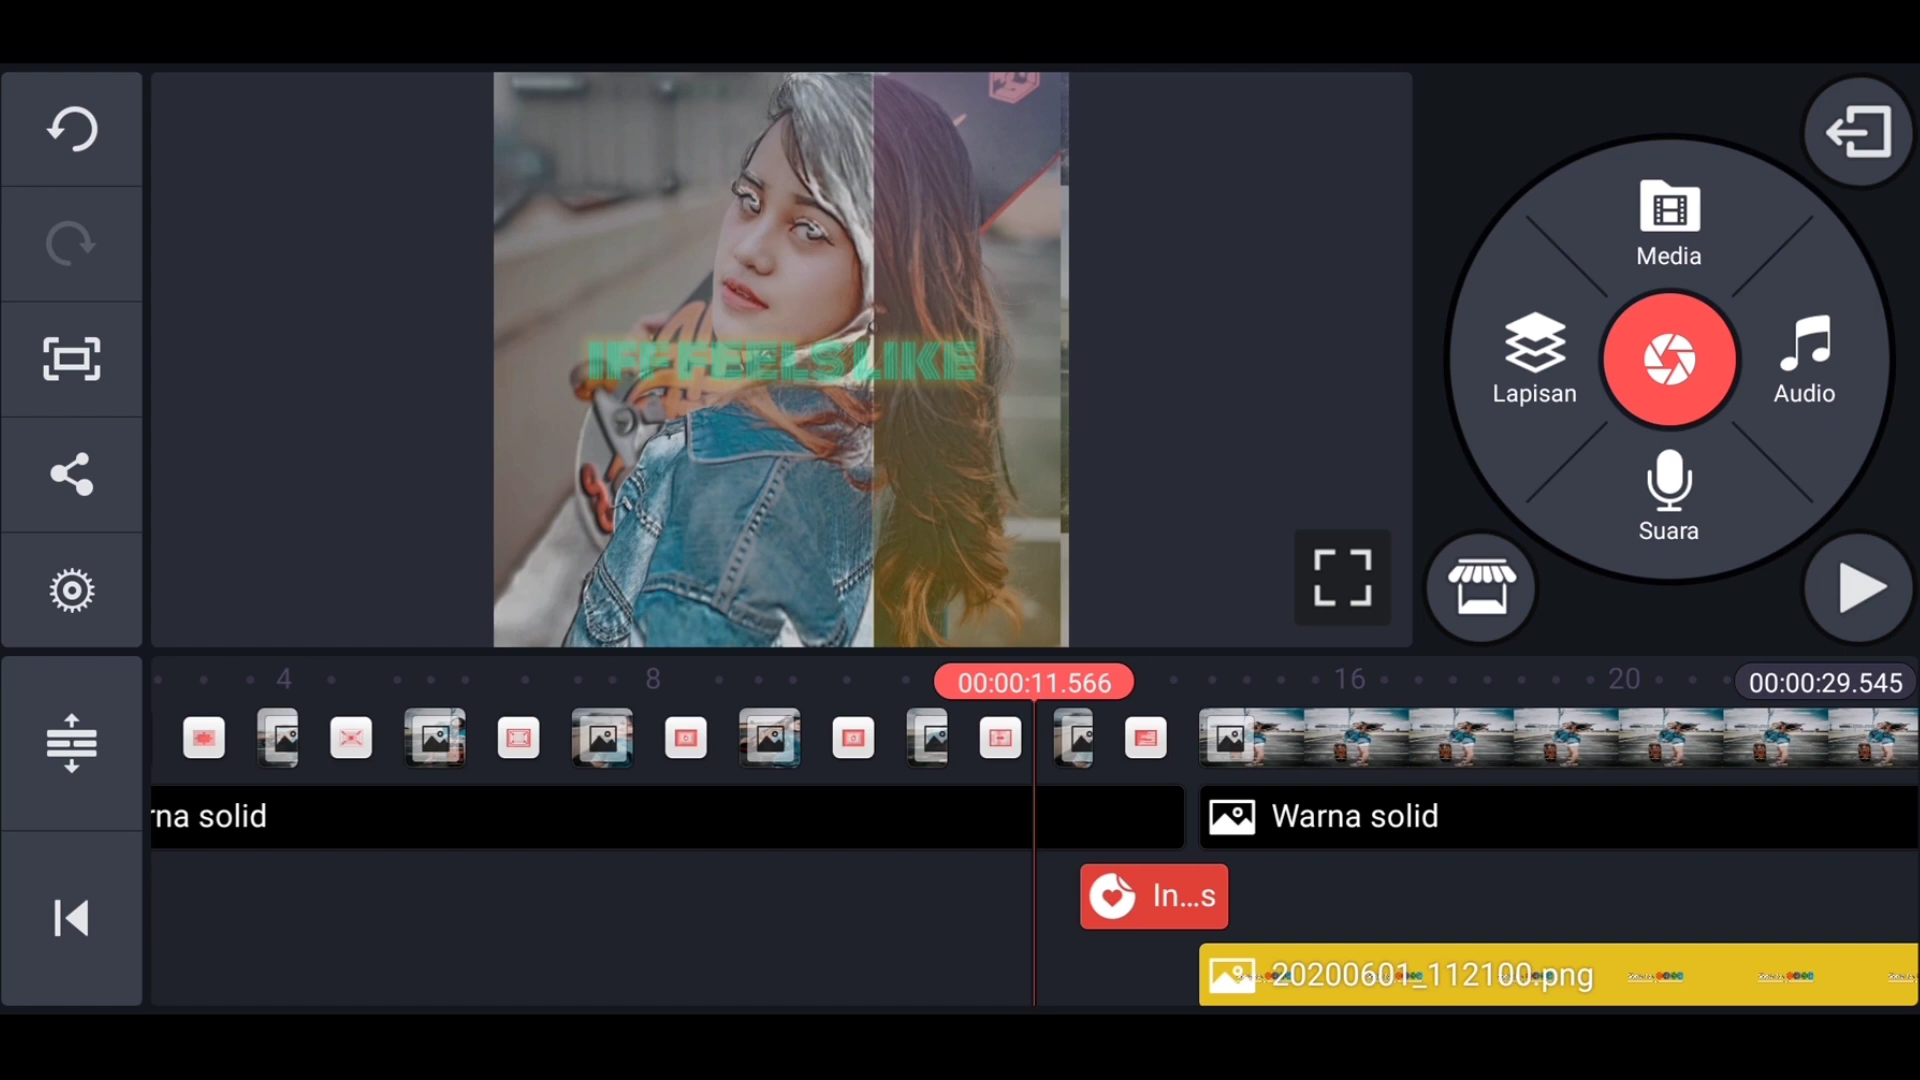 Media
Lapisan
Audio
Suara
IFFFEELSLIKE
4
8
00:00:11.566
16
20
00:00:29.545
rna solid
Warna solid
In...s
20200601_112100.png